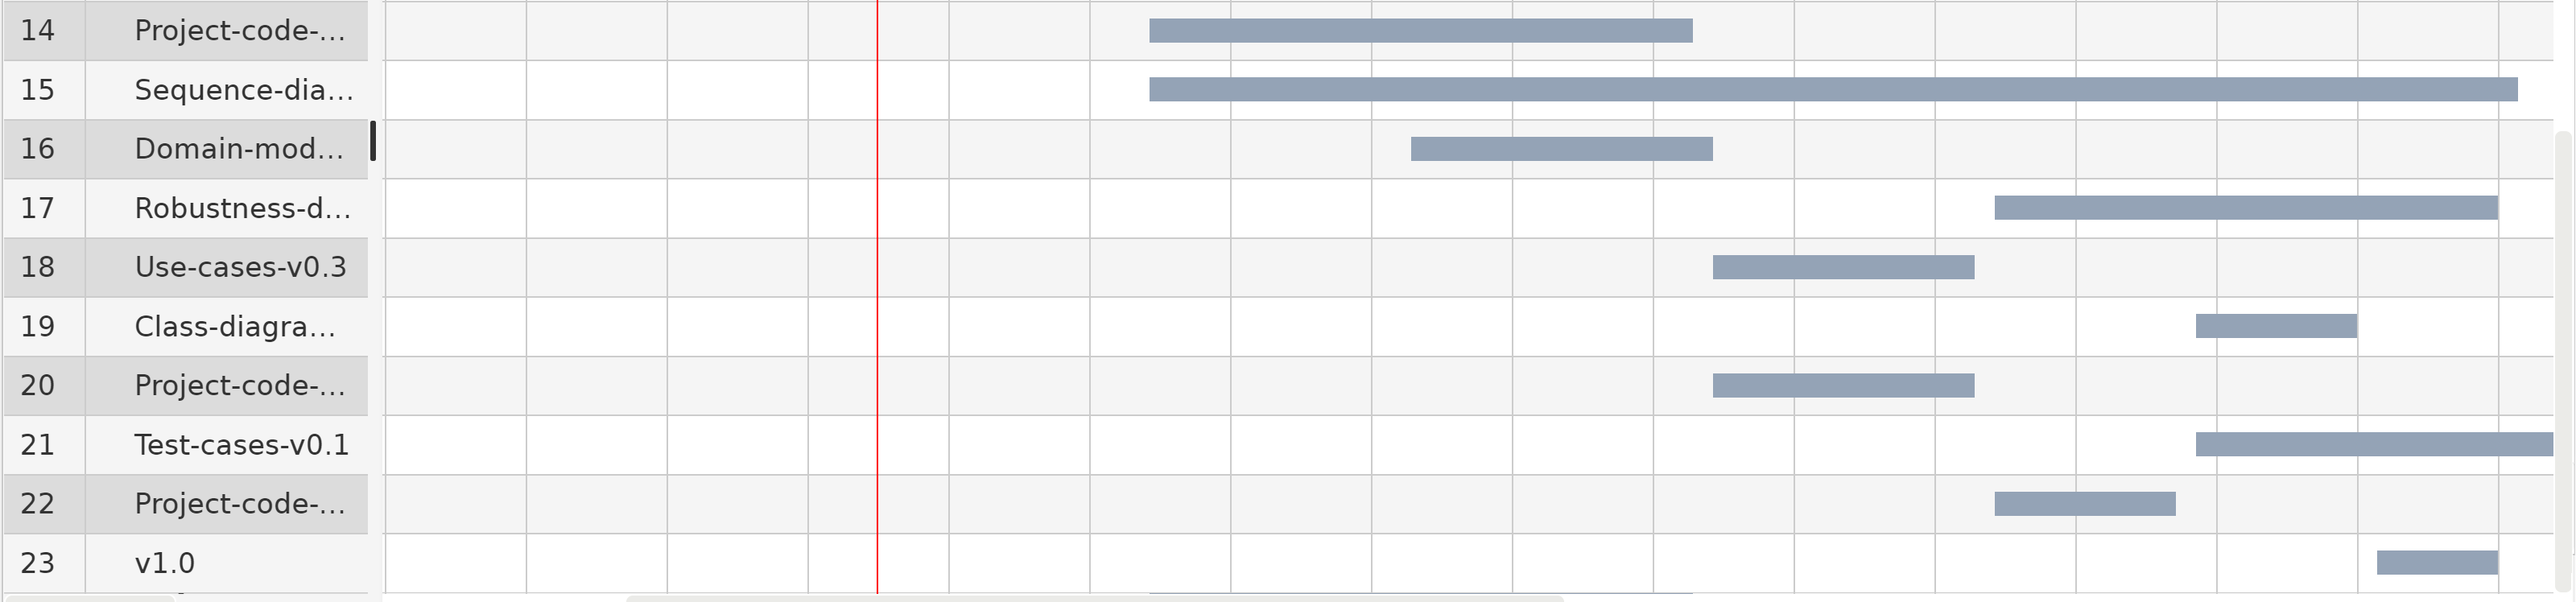 14 Project-code-...
15 Sequence-dia...
16 Domain-mod...
17 Robustness-d...
18 Use-cases-v0.3
19 Class-diagra...
20 Project-code-...
21 Test-cases-v0.1
22 Project-code-...
23 v1.0